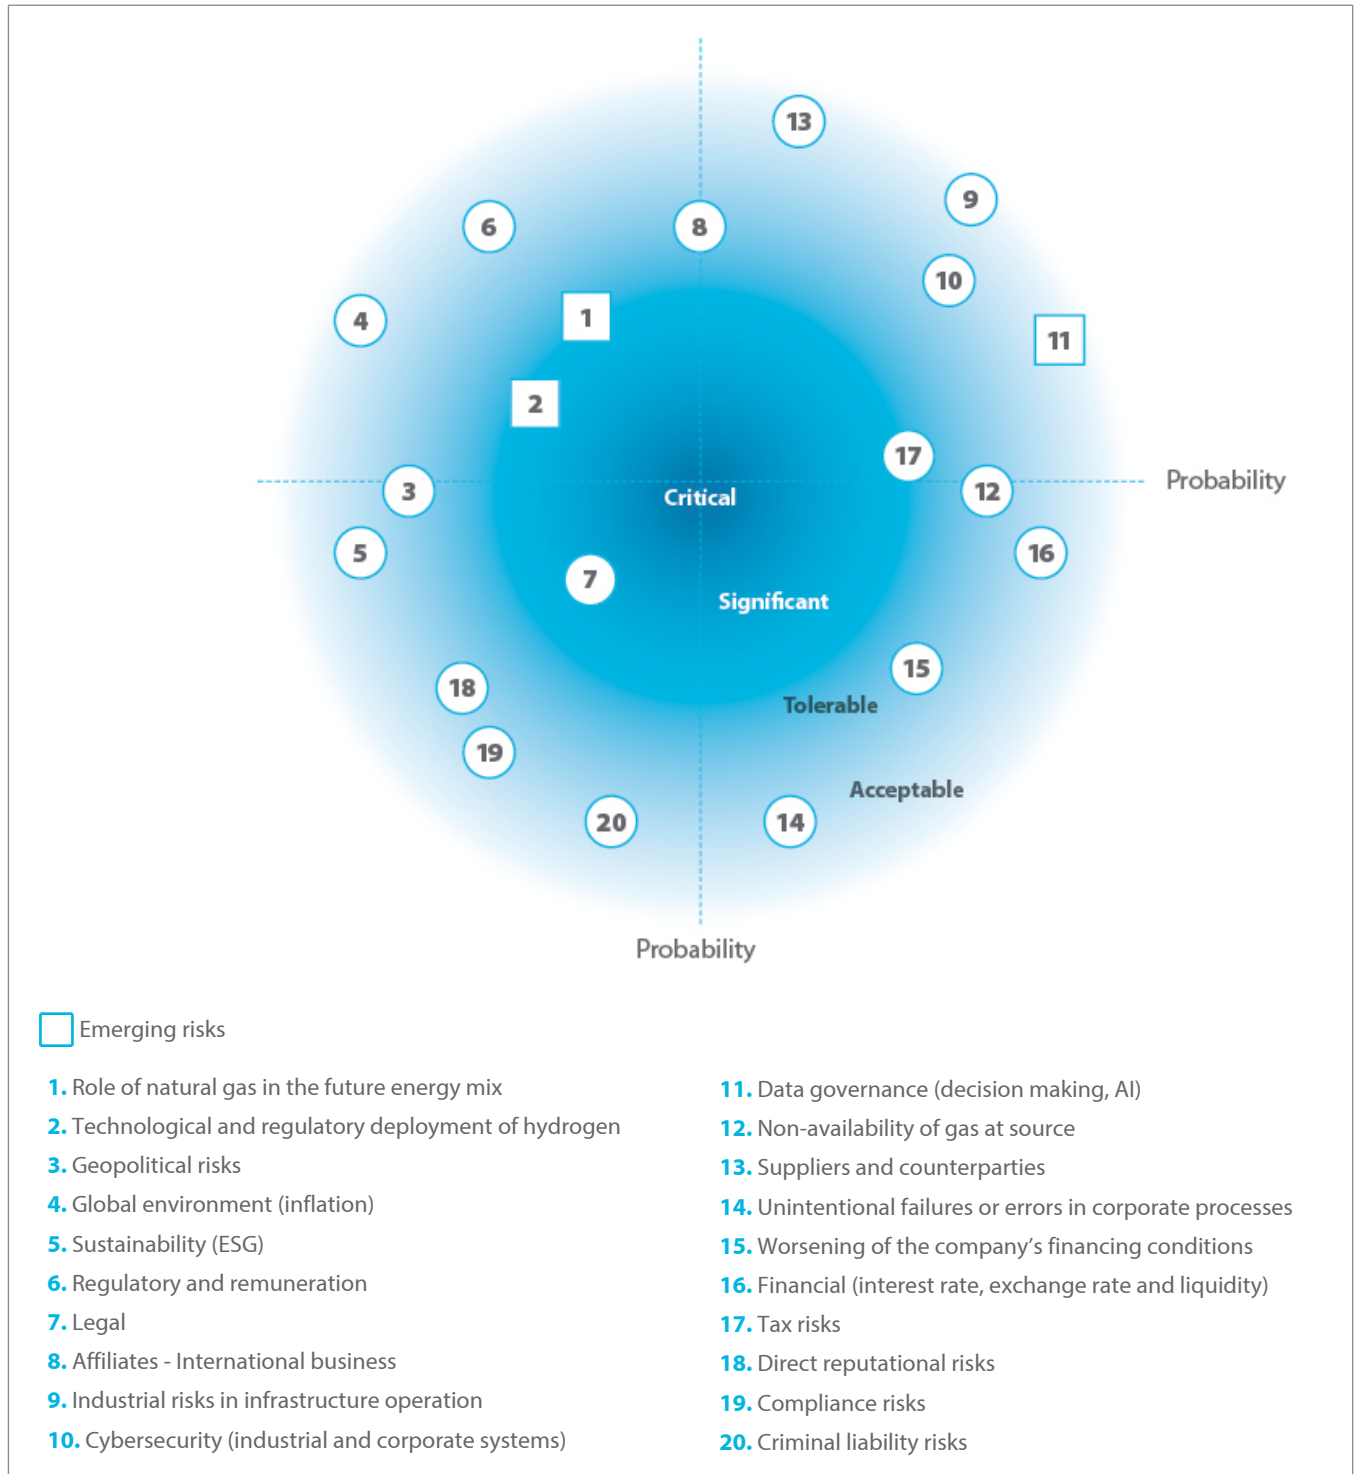 13
9
6
8
10
4
1
11
2
17
Probability
3
12
Critical
5
16
7
Significant
15
18
Tolerable
19
Acceptable
20
14
Probability
Emerging risks
1. Role of natural gas in the future energy mix
2. Technological and regulatory deployment of hydrogen
3. Geopolitical risks
4. Global environment (inflation)
5. Sustainability (ESG)
6. Regulatory and remuneration
7. Legal
8. Affiliates - International business
9. Industrial risks in infrastructure operation
10. Cybersecurity (industrial and corporate systems)
11. Data governance (decision making, AI)
12. Non-availability of gas at source
13. Suppliers and counterparties
14. Unintentional failures or errors in corporate processes
15. Worsening of the company’s financing conditions
16. Financial (interest rate, exchange rate and liquidity)
17. Tax risks
18. Direct reputational risks
19. Compliance risks
20. Criminal liability risks